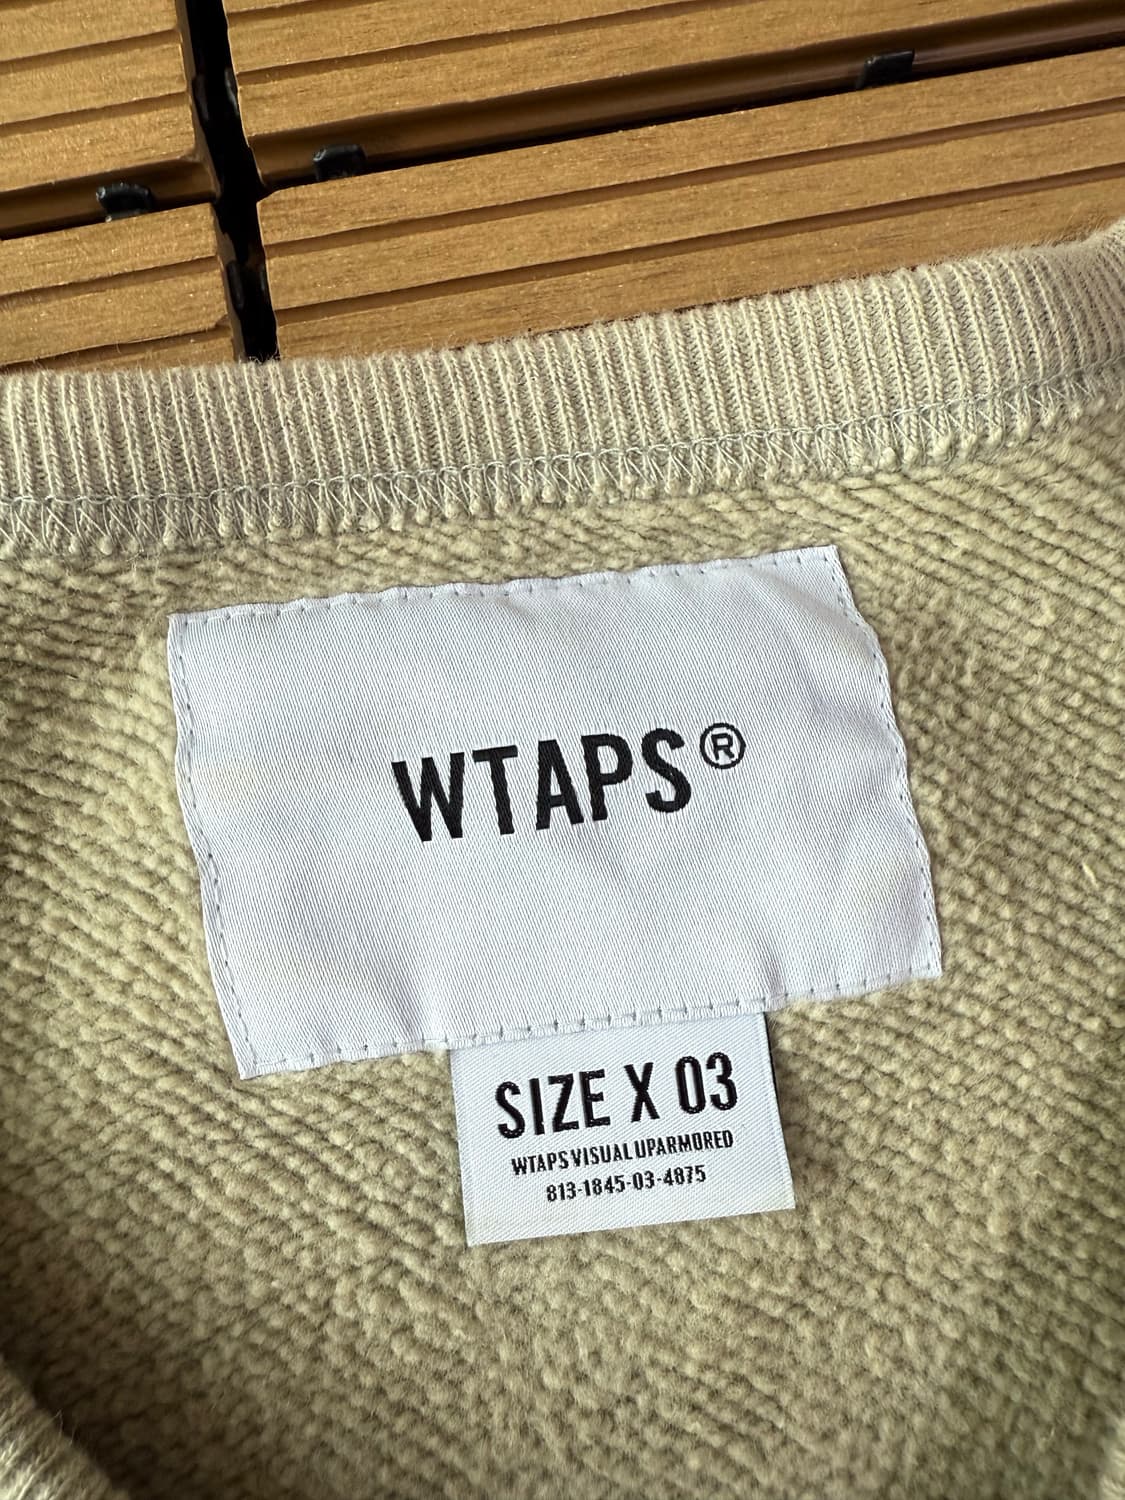 WTAPS®
SIZE X 03
WTAPS VISUAL UPARMORED
813-1845-03-4875